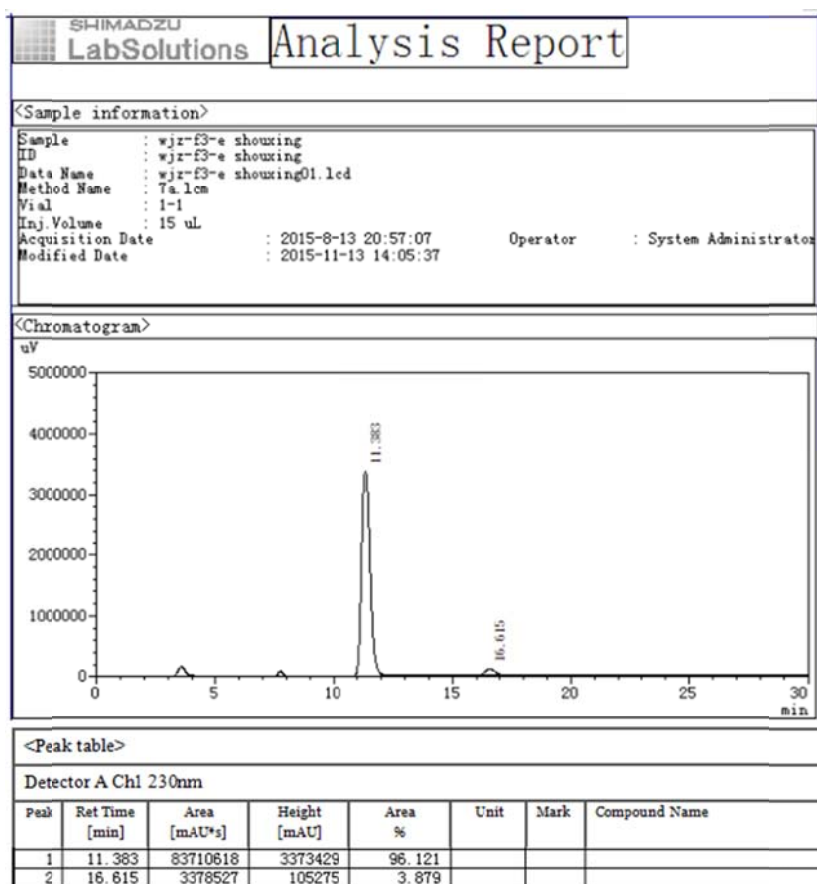 SHIMADZU
LabSolutions Analysis Report
<Sample information>
Sample : wjz-f3-e shouxing
ID : wjz-f3-e shouxing
Data Name : wjz-f3-e shouxing01.lcd
Method Name : 7a.lcm
Vial : 1-1
Inj.Volume : 15 uL
Acquisition Date : 2015-8-13 20:57:07 Operator : System Administrator
Modified Date : 2015-11-13 14:05:37
<Chromatogram>
uV
5000000
4000000
11.383
3000000
2000000
1000000
16.615
0
0 5 10 15 20 25 30
min
<Peak table>
Detector A Ch1 230nm
Peak Ret Time Area Height Area Unit Mark Compound Name
[min] [mAU*s] [mAU] %
1 11.383 83710618 3373429 96.121
2 16.615 3378527 105275 3.879